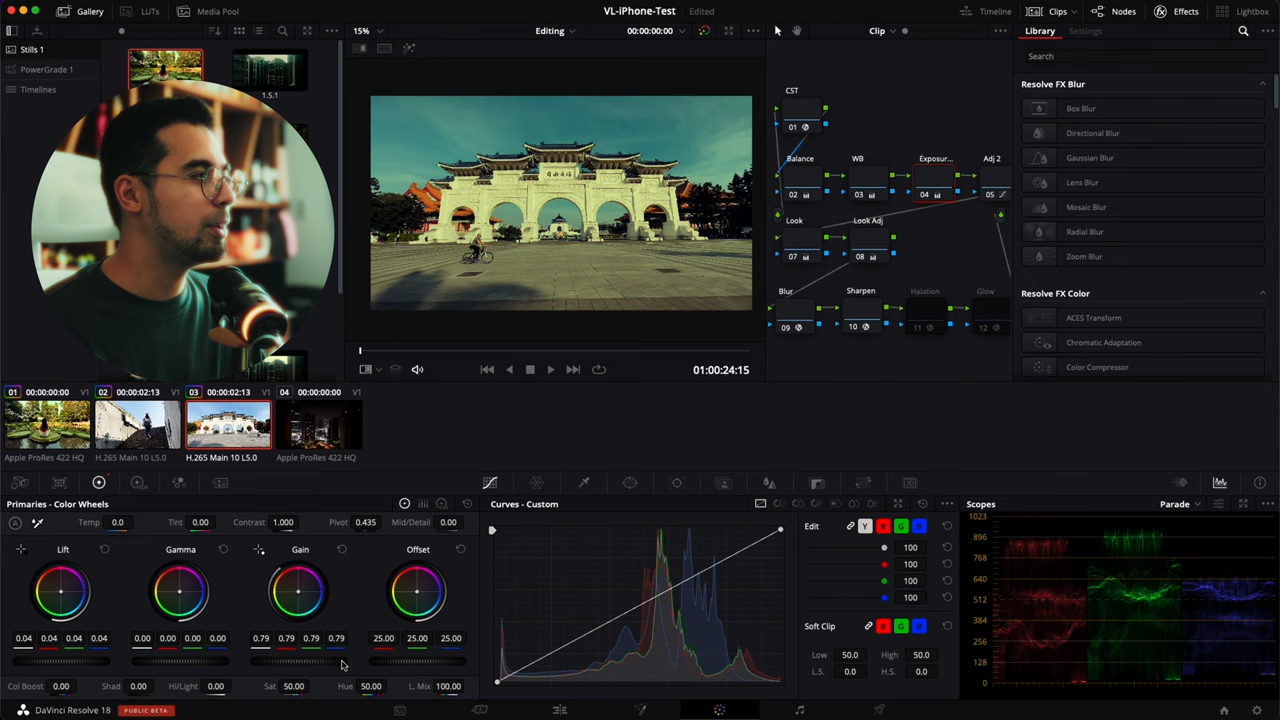 Gallery
LUTs
Media Pool
VL-iPhone-Test
Edited
Timeline
Clips
Nodes
Effects
Lightbox
Stills 1
PowerGrade 1
Timelines
1.5.1
15%
Editing
00:00:00:00
Clip
Library
Settings
Search
CST
01
Balance
WB
Exposur...
Adj 2
02
03
04
05
Look
Look Adj
07
08
Blur
Sharpen
Halation
Glow
09
10
11
12
Resolve FX Blur
Box Blur
Directional Blur
Gaussian Blur
Lens Blur
Mosaic Blur
Radial Blur
Zoom Blur
Resolve FX Color
ACES Transform
Chromatic Adaptation
Color Compressor
01:00:24:15
01 00:00:00:00 V1
02 00:00:02:13 V1
03 00:00:02:13 V1
04 00:00:00:00 V1
Apple ProRes 422 HQ
H.265 Main 10 L5.0
H.265 Main 10 L5.0
Apple ProRes 422 HQ
Primaries - Color Wheels
Temp 0.0
Tint 0.00
Contrast 1.000
Pivot 0.435
Mid/Detail 0.00
Lift
Gamma
Gain
Offset
0.04 0.04 0.04 0.04
0.00 0.00 0.00 0.00
0.79 0.79 0.79 0.79
25.00 25.00 25.00
Col Boost 0.00
Shad 0.00
Hi/Light 0.00
Sat 50.00
Hue 50.00
L. Mix 100.00
Curves - Custom
Edit
Y R G B
100
100
100
100
Soft Clip
R G B
Low 50.0 High 50.0
L.S. 0.0 H.S. 0.0
Scopes
Parade
1023
896
768
640
512
384
256
128
0
DaVinci Resolve 18
PUBLIC BETA